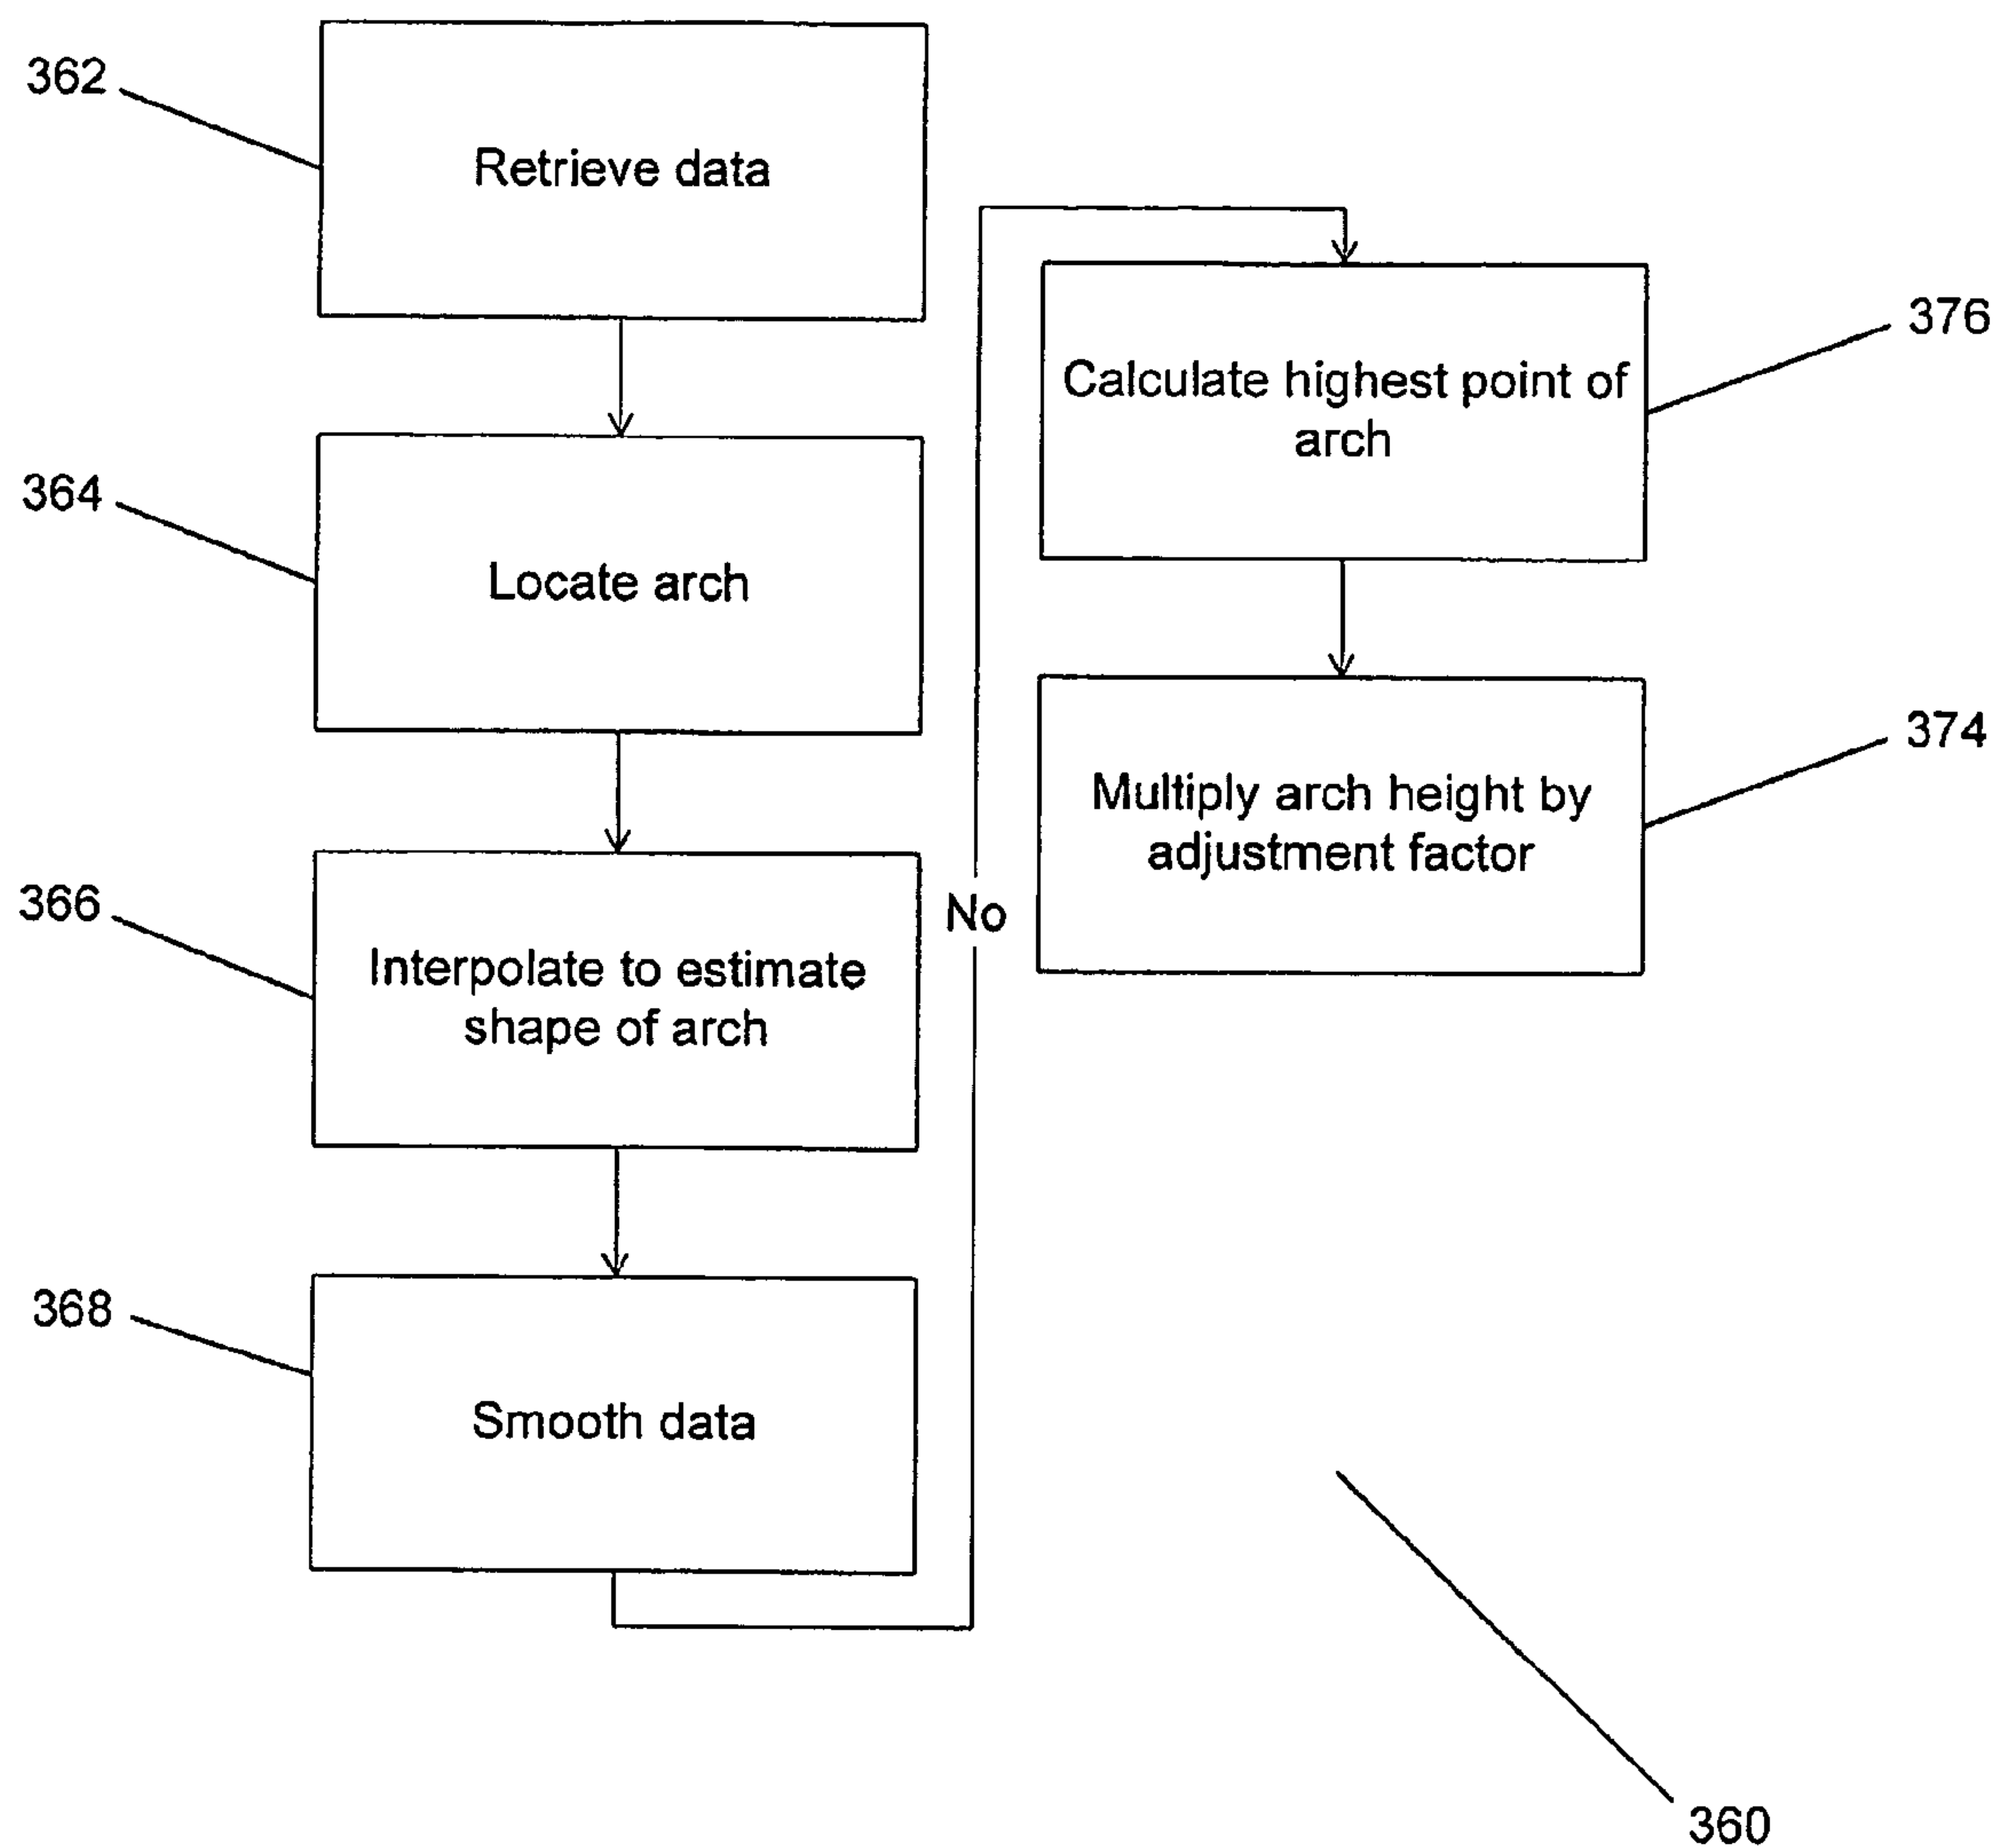 362
Retrieve data
364
Locate arch
366
Interpolate to estimate
shape of arch
368
Smooth data
No
376
Calculate highest point of
arch
374
Multiply arch height by
adjustment factor
360